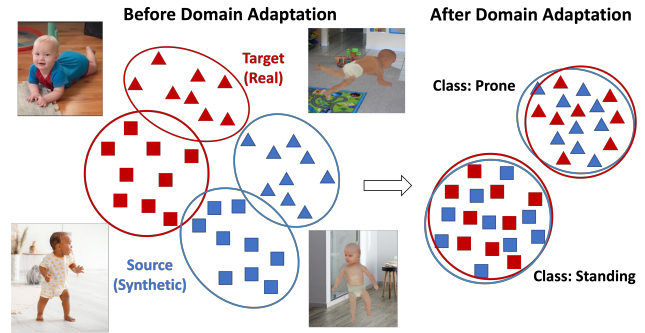 Before Domain Adaptation
After Domain Adaptation
Target
(Real)
Class: Prone
Source
(Synthetic)
Class: Standing